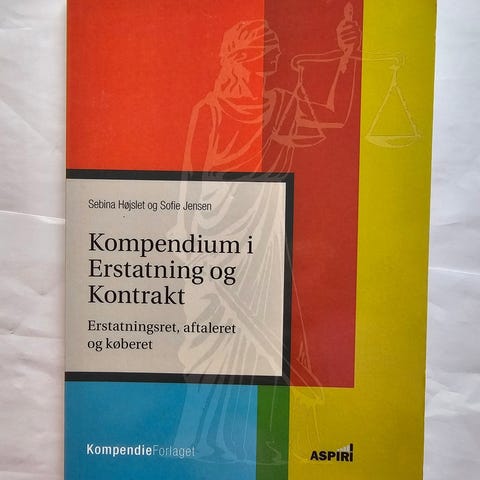 Sebina Højslet og Sofie Jensen
Kompendium i
Erstatning og
Kontrakt
Erstatningsret, aftaleret
og køberet
KompendieForlaget
ASPIRI